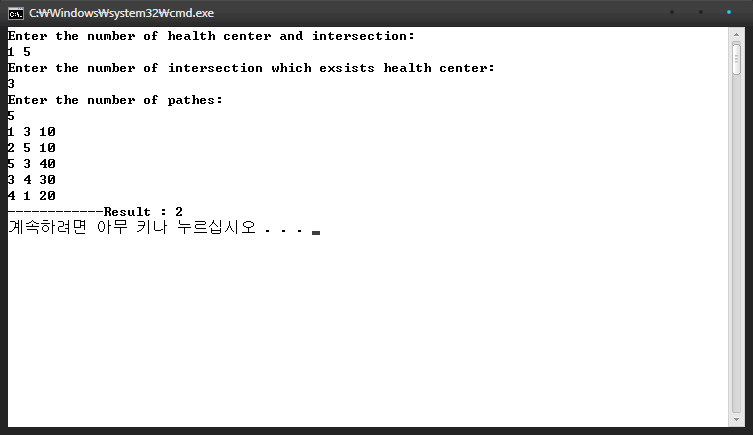 C:₩Windows₩system32₩cmd.exe
Enter the number of health center and intersection:
1 5
Enter the number of intersection which exsists health center:
3
Enter the number of pathes:
5
1 3 10
2 5 10
5 3 40
3 4 30
4 1 20
------------Result : 2
계속하려면 아무 키나 누르십시오 . . .